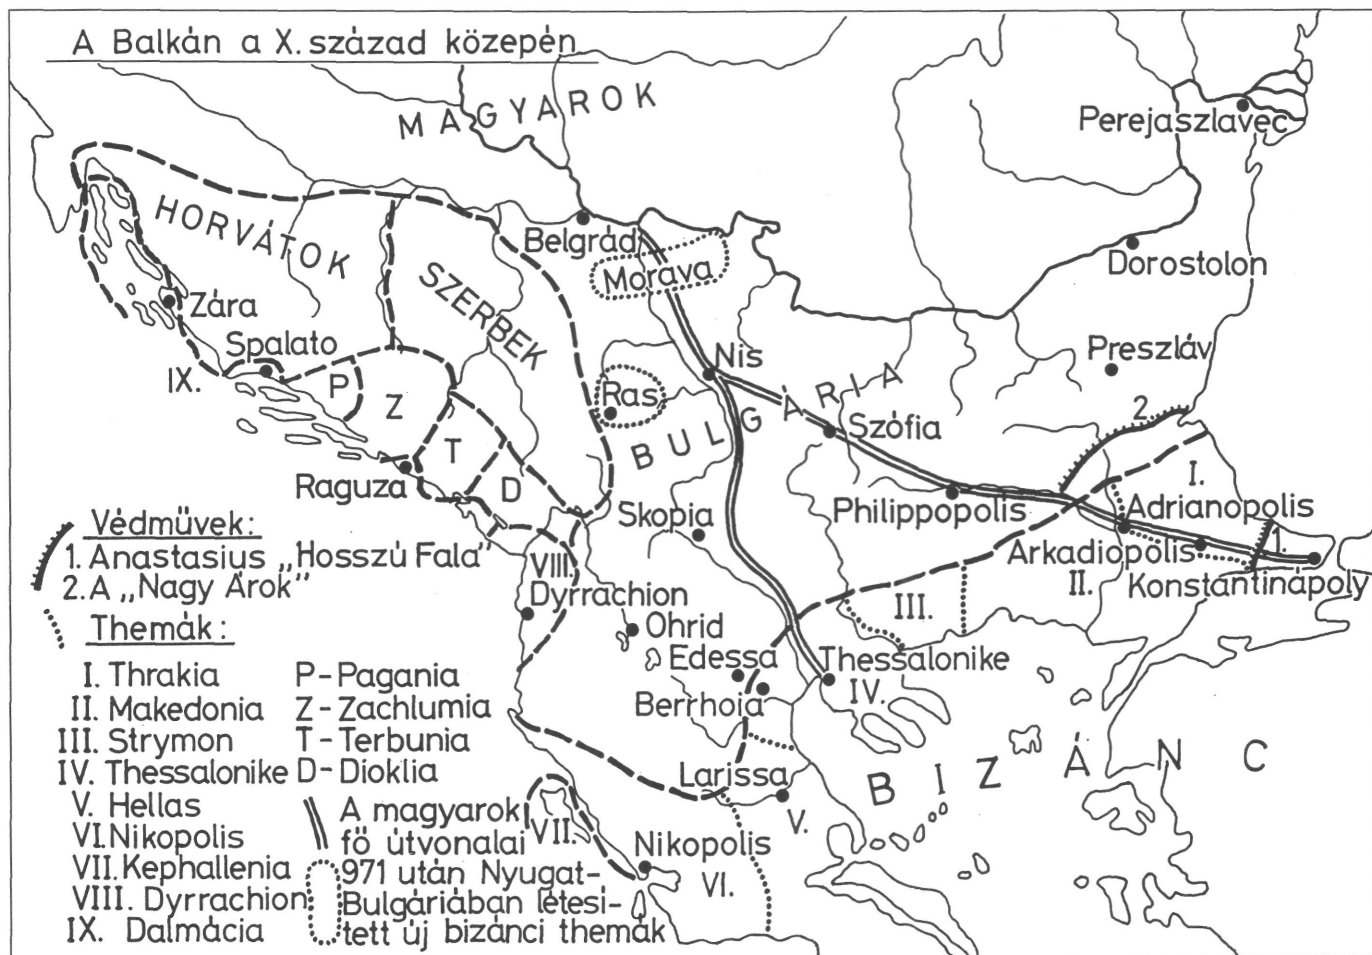 A Balkán a X. század közepén
MAGYAROK
Perejaszlavec
HORVÁTOK
Belgrád
Morava
Dorostolon
SZERBEK
Zára
Spalato
IX.
P
Z
Nis
Preszláv
Ras
BULGÁRIA
Szófia
2.
I.
T
D
Raguza
Skopia
Philippopolis
Adrianopolis
Arkadiopolis
1.
II.
Konstantinápoly
VIII.
Dyrrachion
III.
Ohrid
Edessa
Thessalonike
Berrhoia
IV.
Larissa
BIZÁNC
V.
VII.
Nikopolis
VI.
Védművek:
1. Anastasius „Hosszú Fala”
2. A „Nagy Árok”
Themák:
I. Thrakia
II. Makedonia
III. Strymon
IV. Thessalonike
V. Hellas
VI. Nikopolis
VII. Kephallenia
VIII. Dyrrachion
IX. Dalmácia
P - Pagania
Z - Zachlumia
T - Terbunia
D - Dioklia
A magyarok
fő útvonalai
971 után Nyugat-
Bulgáriában létesi-
tett új bizánci themák